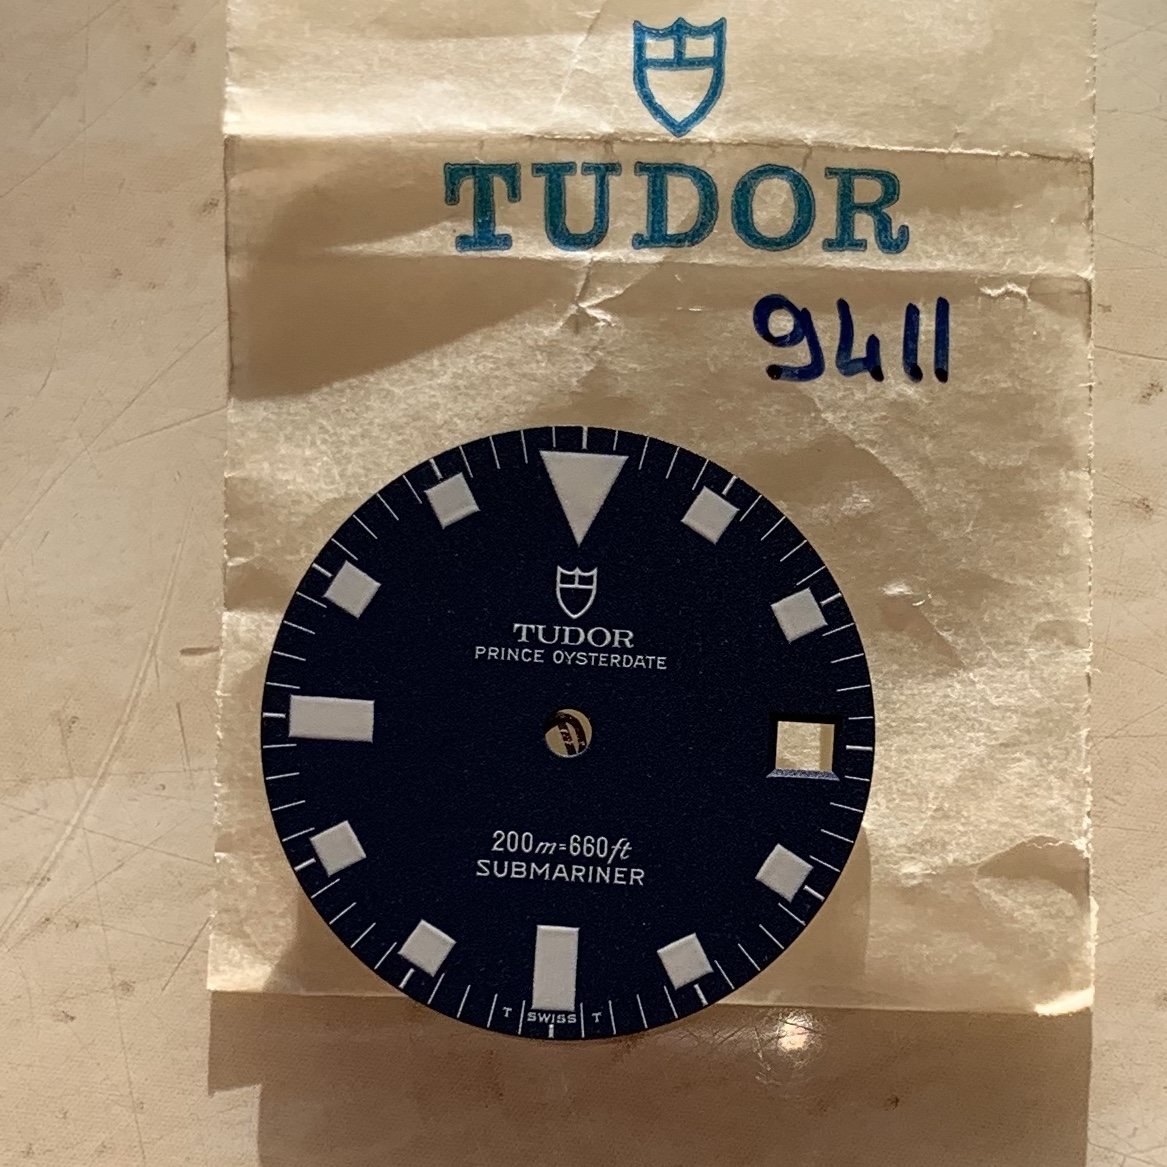 TUDOR
9411
TUDOR
PRINCE OYSTERDATE
200m=660ft
SUBMARINER
T SWISS T